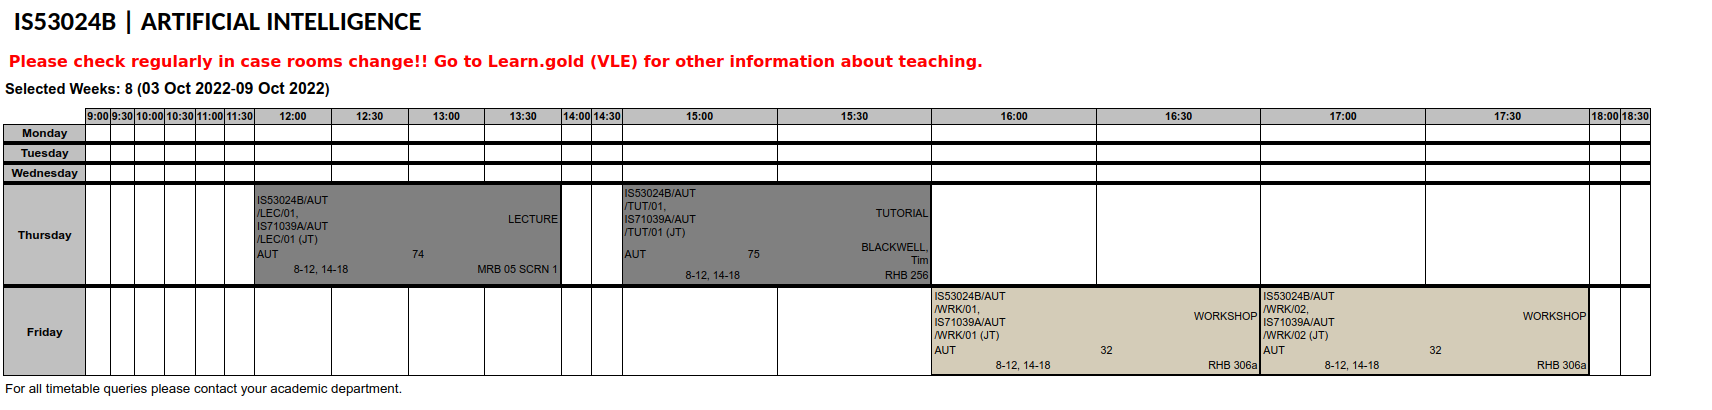 IS53024B | ARTIFICIAL INTELLIGENCE
Please check regularly in case rooms change!! Go to Learn.gold (VLE) for other information about teaching.
Selected Weeks: 8 (03 Oct 2022-09 Oct 2022)
9:00 9:30 10:00 10:30 11:00 11:30 12:00 12:30 13:00 13:30 14:00 14:30 15:00 15:30 16:00 16:30 17:00 17:30 18:00 18:30
Monday
Tuesday
Wednesday
Thursday
IS53024B/AUT
/LEC/01,
IS71039A/AUT
/LEC/01 (JT)
LECTURE
AUT 74
8-12, 14-18 MRB 05 SCRN 1
IS53024B/AUT
/TUT/01,
IS71039A/AUT
/TUT/01 (JT)
TUTORIAL
AUT 75 BLACKWELL,
Tim
8-12, 14-18 RHB 256
Friday
IS53024B/AUT
/WRK/01,
IS71039A/AUT
/WRK/01 (JT)
WORKSHOP
AUT 32
8-12, 14-18 RHB 306a
IS53024B/AUT
/WRK/02,
IS71039A/AUT
/WRK/02 (JT)
WORKSHOP
AUT 32
8-12, 14-18 RHB 306a
For all timetable queries please contact your academic department.